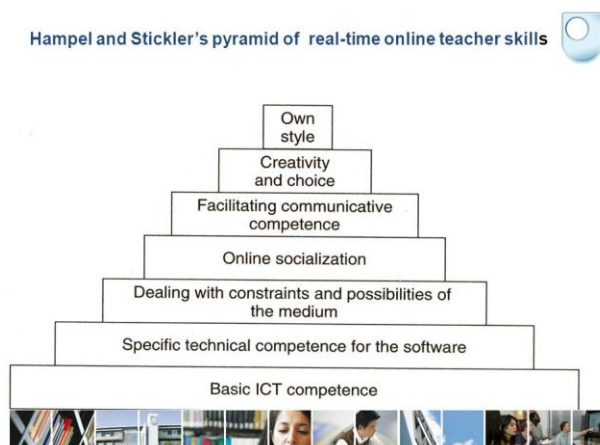 Hampel and Stickler's pyramid of real-time online teacher skills
Own
style
Creativity
and choice
Facilitating communicative
competence
Online socialization
Dealing with constraints and possibilities of
the medium
Specific technical competence for the software
Basic ICT competence